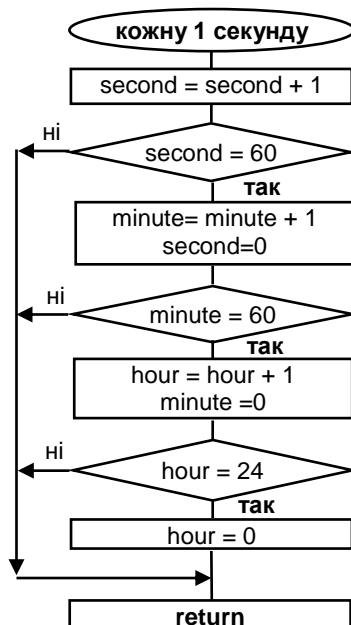 кожну 1 секунду
second = second + 1
ні
second = 60
так
minute= minute + 1
second=0
ні
minute = 60
так
hour = hour + 1
minute =0
ні
hour = 24
так
hour = 0
return